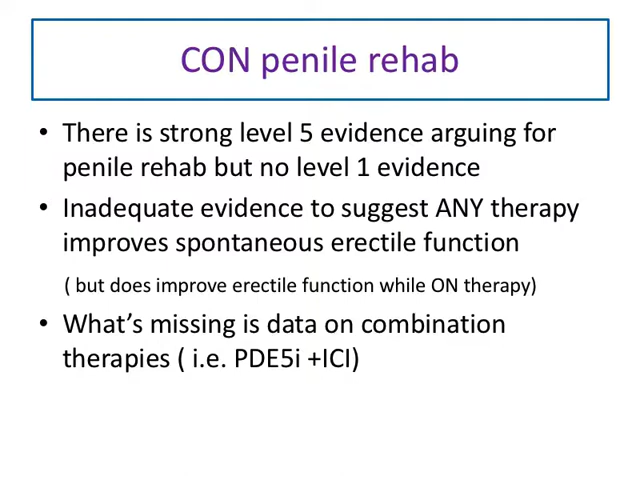 CON penile rehab
• There is strong level 5 evidence arguing for
penile rehab but no level 1 evidence
• Inadequate evidence to suggest ANY therapy
improves spontaneous erectile function
( but does improve erectile function while ON therapy)
• What’s missing is data on combination
therapies ( i.e. PDE5i +ICI)